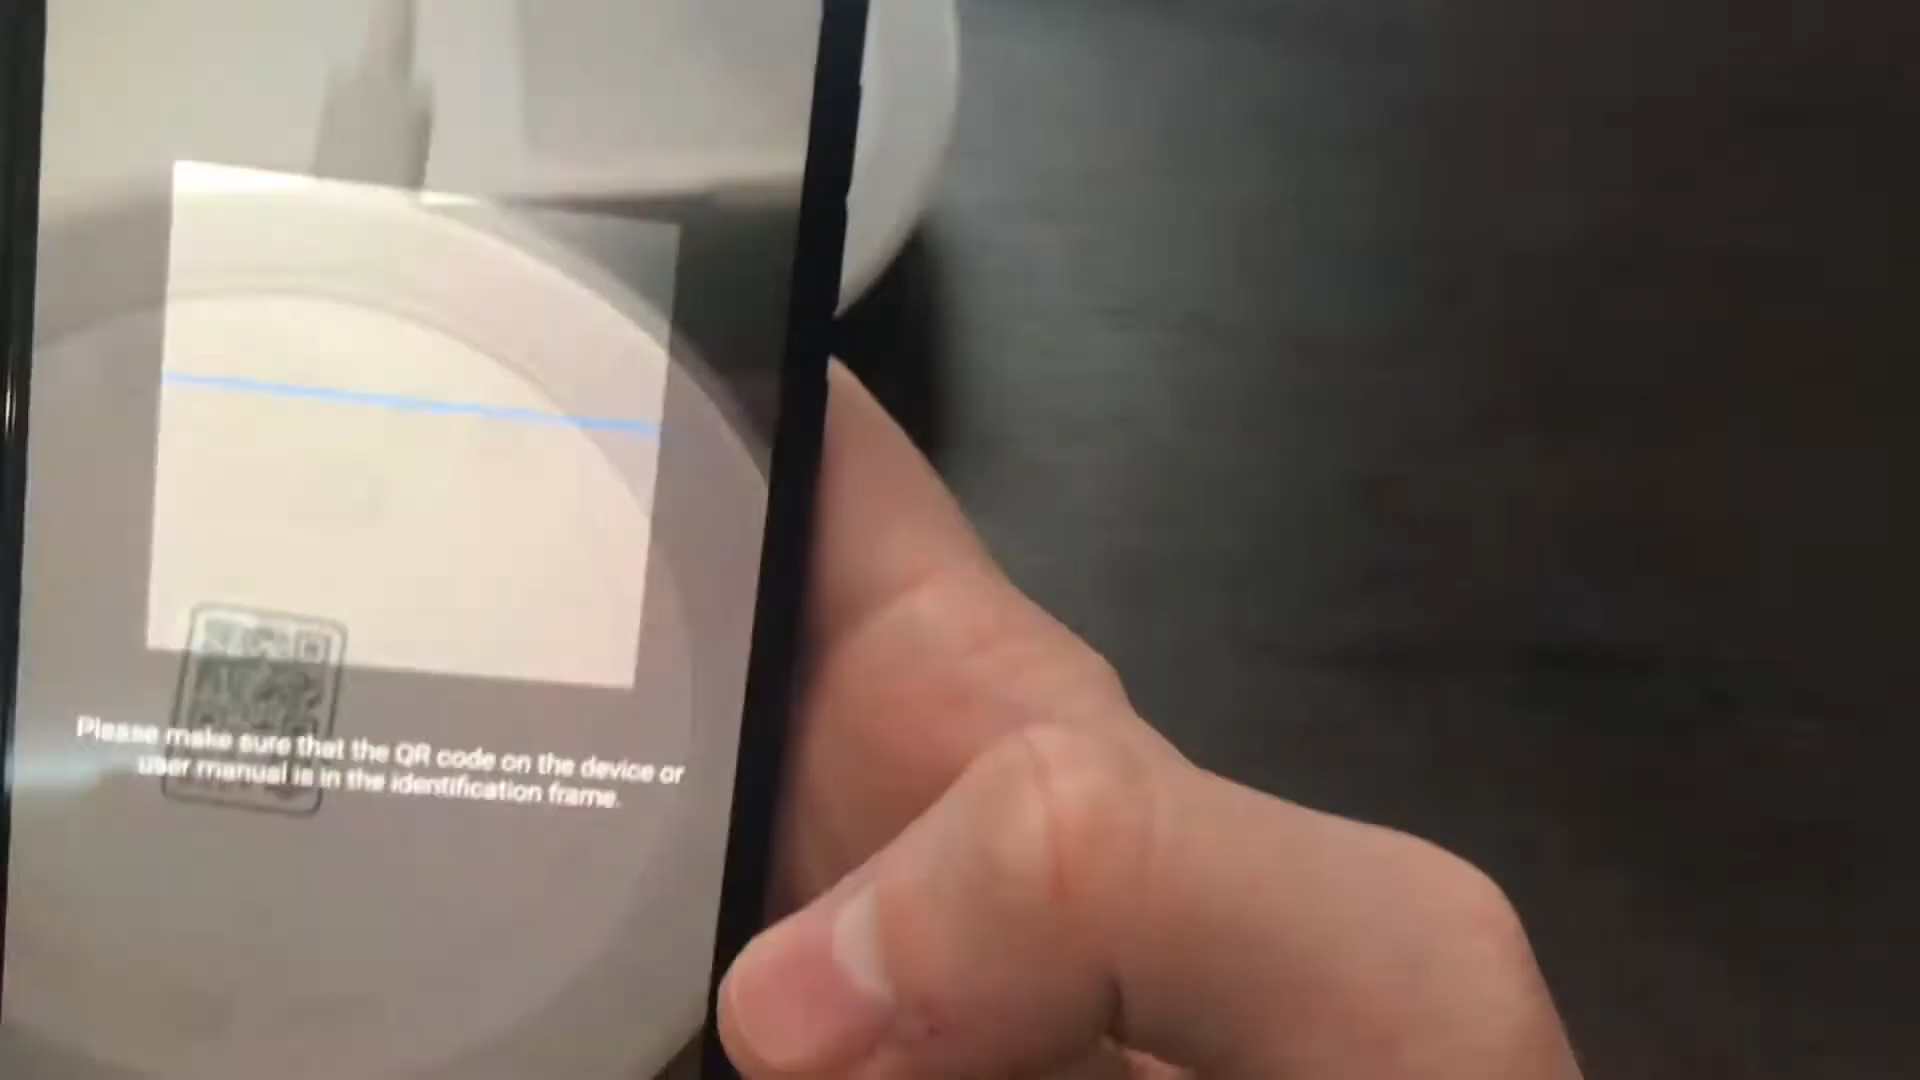 Please make sure that the QR code on the device or
user manual is in the identification frame.